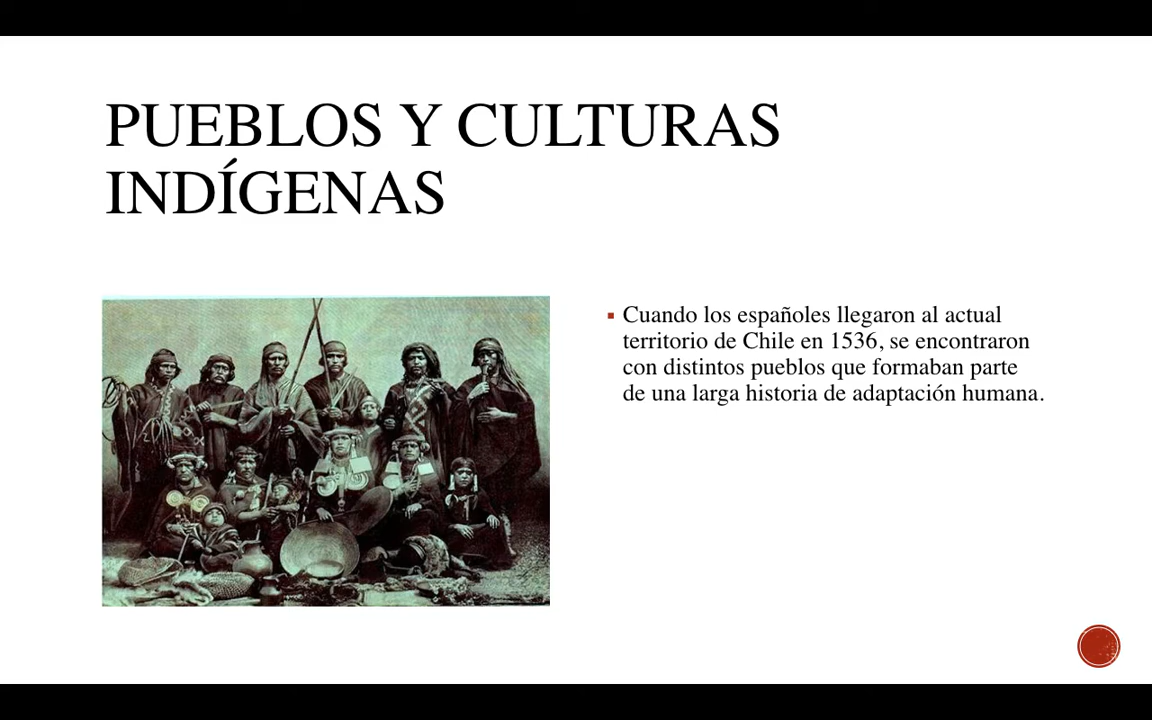 PUEBLOS Y CULTURAS
INDÍGENAS
Cuando los españoles llegaron al actual
territorio de Chile en 1536, se encontraron
con distintos pueblos que formaban parte
de una larga historia de adaptación humana.